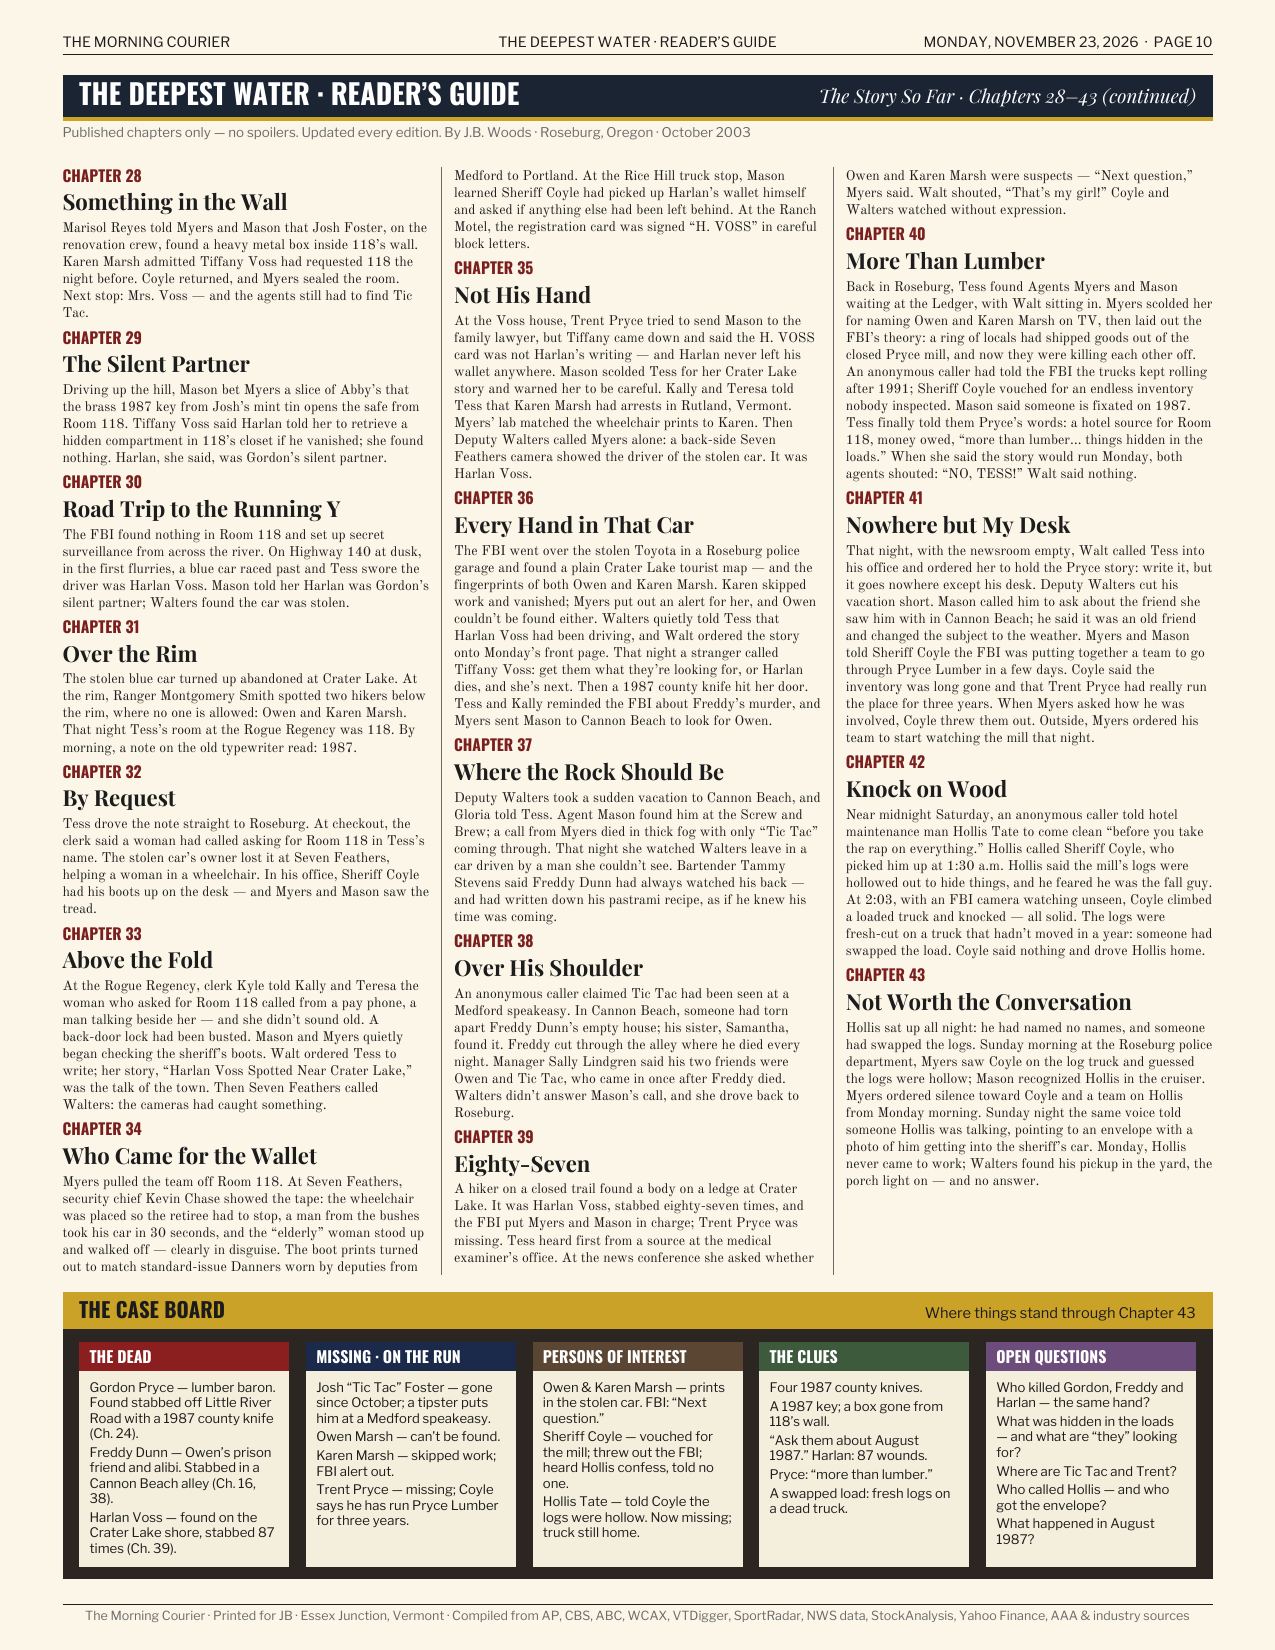 THE MORNING COURIER
THE DEEPEST WATER · READER’S GUIDE
MONDAY, NOVEMBER 23, 2026 · PAGE 10
THE DEEPEST WATER · READER’S GUIDE
The Story So Far · Chapters 28–43 (continued)
Published chapters only — no spoilers. Updated every edition. By J.B. Woods · Roseburg, Oregon · October 2003
CHAPTER 28
Something in the Wall
Marisol Reyes told Myers and Mason that Josh Foster, on the
renovation crew, found a heavy metal box inside 118’s wall.
Karen Marsh admitted Tiffany Voss had requested 118 the
night before. Coyle returned, and Myers sealed the room.
Next stop: Mrs. Voss — and the agents still had to find Tic
Tac.
CHAPTER 29
The Silent Partner
Driving up the hill, Mason bet Myers a slice of Abby’s that
the brass 1987 key from Josh’s mint tin opens the safe from
Room 118. Tiffany Voss said Harlan told her to retrieve a
hidden compartment in 118’s closet if he vanished; she found
nothing. Harlan, she said, was Gordon’s silent partner.
CHAPTER 30
Road Trip to the Running Y
The FBI found nothing in Room 118 and set up secret
surveillance from across the river. On Highway 140 at dusk,
in the first flurries, a blue car raced past and Tess swore the
driver was Harlan Voss. Mason told her Harlan was Gordon’s
silent partner; Walters found the car was stolen.
CHAPTER 31
Over the Rim
The stolen blue car turned up abandoned at Crater Lake. At
the rim, Ranger Montgomery Smith spotted two hikers below
the rim, where no one is allowed: Owen and Karen Marsh.
That night Tess’s room at the Rogue Regency was 118. By
morning, a note on the old typewriter read: 1987.
CHAPTER 32
By Request
Tess drove the note straight to Roseburg. At checkout, the
clerk said a woman had called asking for Room 118 in Tess’s
name. The stolen car’s owner lost it at Seven Feathers,
helping a woman in a wheelchair. In his office, Sheriff Coyle
had his boots up on the desk — and Myers and Mason saw the
tread.
CHAPTER 33
Above the Fold
At the Rogue Regency, clerk Kyle told Kally and Teresa the
woman who asked for Room 118 called from a pay phone, a
man talking beside her — and she didn’t sound old. A
back-door lock had been busted. Mason and Myers quietly
began checking the sheriff’s boots. Walt ordered Tess to
write; her story, “Harlan Voss Spotted Near Crater Lake,”
was the talk of the town. Then Seven Feathers called
Walters: the cameras had caught something.
CHAPTER 34
Who Came for the Wallet
Myers pulled the team off Room 118. At Seven Feathers,
security chief Kevin Chase showed the tape: the wheelchair
was placed so the retiree had to stop, a man from the bushes
took his car in 30 seconds, and the “elderly” woman stood up
and walked off — clearly in disguise. The boot prints turned
out to match standard-issue Danners worn by deputies from
Medford to Portland. At the Rice Hill truck stop, Mason
learned Sheriff Coyle had picked up Harlan’s wallet himself
and asked if anything else had been left behind. At the Ranch
Motel, the registration card was signed “H. VOSS” in careful
block letters.
CHAPTER 35
Not His Hand
At the Voss house, Trent Pryce tried to send Mason to the
family lawyer, but Tiffany came down and said the H. VOSS
card was not Harlan’s writing — and Harlan never left his
wallet anywhere. Mason scolded Tess for her Crater Lake
story and warned her to be careful. Kally and Teresa told
Tess that Karen Marsh had arrests in Rutland, Vermont.
Myers’ lab matched the wheelchair prints to Karen. Then
Deputy Walters called Myers alone: a back-side Seven
Feathers camera showed the driver of the stolen car. It was
Harlan Voss.
CHAPTER 36
Every Hand in That Car
The FBI went over the stolen Toyota in a Roseburg police
garage and found a plain Crater Lake tourist map — and the
fingerprints of both Owen and Karen Marsh. Karen skipped
work and vanished; Myers put out an alert for her, and Owen
couldn’t be found either. Walters quietly told Tess that
Harlan Voss had been driving, and Walt ordered the story
onto Monday’s front page. That night a stranger called
Tiffany Voss: get them what they’re looking for, or Harlan
dies, and she’s next. Then a 1987 county knife hit her door.
Tess and Kally reminded the FBI about Freddy’s murder, and
Myers sent Mason to Cannon Beach to look for Owen.
CHAPTER 37
Where the Rock Should Be
Deputy Walters took a sudden vacation to Cannon Beach, and
Gloria told Tess. Agent Mason found him at the Screw and
Brew; a call from Myers died in thick fog with only “Tic Tac”
coming through. That night she watched Walters leave in a
car driven by a man she couldn’t see. Bartender Tammy
Stevens said Freddy Dunn had always watched his back —
and had written down his pastrami recipe, as if he knew his
time was coming.
CHAPTER 38
Over His Shoulder
An anonymous caller claimed Tic Tac had been seen at a
Medford speakeasy. In Cannon Beach, someone had torn
apart Freddy Dunn’s empty house; his sister, Samantha,
found it. Freddy cut through the alley where he died every
night. Manager Sally Lindgren said his two friends were
Owen and Tic Tac, who came in once after Freddy died.
Walters didn’t answer Mason’s call, and she drove back to
Roseburg.
CHAPTER 39
Eighty-Seven
A hiker on a closed trail found a body on a ledge at Crater
Lake. It was Harlan Voss, stabbed eighty-seven times, and
the FBI put Myers and Mason in charge; Trent Pryce was
missing. Tess heard first from a source at the medical
examiner’s office. At the news conference she asked whether
Owen and Karen Marsh were suspects — “Next question,”
Myers said. Walt shouted, “That’s my girl!” Coyle and
Walters watched without expression.
CHAPTER 40
More Than Lumber
Back in Roseburg, Tess found Agents Myers and Mason
waiting at the Ledger, with Walt sitting in. Myers scolded her
for naming Owen and Karen Marsh on TV, then laid out the
FBI’s theory: a ring of locals had shipped goods out of the
closed Pryce mill, and now they were killing each other off.
An anonymous caller had told the FBI the trucks kept rolling
after 1991; Sheriff Coyle vouched for an endless inventory
nobody inspected. Mason said someone is fixated on 1987.
Tess finally told them Pryce’s words: a hotel source for Room
118, money owed, “more than lumber... things hidden in the
loads.” When she said the story would run Monday, both
agents shouted: “NO, TESS!” Walt said nothing.
CHAPTER 41
Nowhere but My Desk
That night, with the newsroom empty, Walt called Tess into
his office and ordered her to hold the Pryce story: write it, but
it goes nowhere except his desk. Deputy Walters cut his
vacation short. Mason called him to ask about the friend she
saw him with in Cannon Beach; he said it was an old friend
and changed the subject to the weather. Myers and Mason
told Sheriff Coyle the FBI was putting together a team to go
through Pryce Lumber in a few days. Coyle said the
inventory was long gone and that Trent Pryce had really run
the place for three years. When Myers asked how he was
involved, Coyle threw them out. Outside, Myers ordered his
team to start watching the mill that night.
CHAPTER 42
Knock on Wood
Near midnight Saturday, an anonymous caller told hotel
maintenance man Hollis Tate to come clean “before you take
the rap on everything.” Hollis called Sheriff Coyle, who
picked him up at 1:30 a.m. Hollis said the mill’s logs were
hollowed out to hide things, and he feared he was the fall guy.
At 2:03, with an FBI camera watching unseen, Coyle climbed
a loaded truck and knocked — all solid. The logs were
fresh-cut on a truck that hadn’t moved in a year: someone had
swapped the load. Coyle said nothing and drove Hollis home.
CHAPTER 43
Not Worth the Conversation
Hollis sat up all night: he had named no names, and someone
had swapped the logs. Sunday morning at the Roseburg police
department, Myers saw Coyle on the log truck and guessed
the logs were hollow; Mason recognized Hollis in the cruiser.
Myers ordered silence toward Coyle and a team on Hollis
from Monday morning. Sunday night the same voice told
someone Hollis was talking, pointing to an envelope with a
photo of him getting into the sheriff’s car. Monday, Hollis
never came to work; Walters found his pickup in the yard, the
porch light on — and no answer.
THE CASE BOARD
Where things stand through Chapter 43
THE DEAD
Gordon Pryce — lumber baron.
Found stabbed off Little River
Road with a 1987 county knife
(Ch. 24).
Freddy Dunn — Owen’s prison
friend and alibi. Stabbed in a
Cannon Beach alley (Ch. 16,
38).
Harlan Voss — found on the
Crater Lake shore, stabbed 87
times (Ch. 39).
MISSING · ON THE RUN
Josh “Tic Tac” Foster — gone
since October; a tipster puts
him at a Medford speakeasy.
Owen Marsh — can’t be found.
Karen Marsh — skipped work;
FBI alert out.
Trent Pryce — missing; Coyle
says he has run Pryce Lumber
for three years.
PERSONS OF INTEREST
Owen & Karen Marsh — prints
in the stolen car. FBI: “Next
question.”
Sheriff Coyle — vouched for
the mill; threw out the FBI;
heard Hollis confess, told no
one.
Hollis Tate — told Coyle the
logs were hollow. Now missing;
truck still home.
THE CLUES
Four 1987 county knives.
A 1987 key; a box gone from
118’s wall.
“Ask them about August
1987.” Harlan: 87 wounds.
Pryce: “more than lumber.”
A swapped load: fresh logs on
a dead truck.
OPEN QUESTIONS
Who killed Gordon, Freddy and
Harlan — the same hand?
What was hidden in the loads
— and what are “they” looking
for?
Where are Tic Tac and Trent?
Who called Hollis — and who
got the envelope?
What happened in August
1987?
The Morning Courier · Printed for JB · Essex Junction, Vermont · Compiled from AP, CBS, ABC, WCAX, VTDigger, SportRadar, NWS data, StockAnalysis, Yahoo Finance, AAA & industry sources